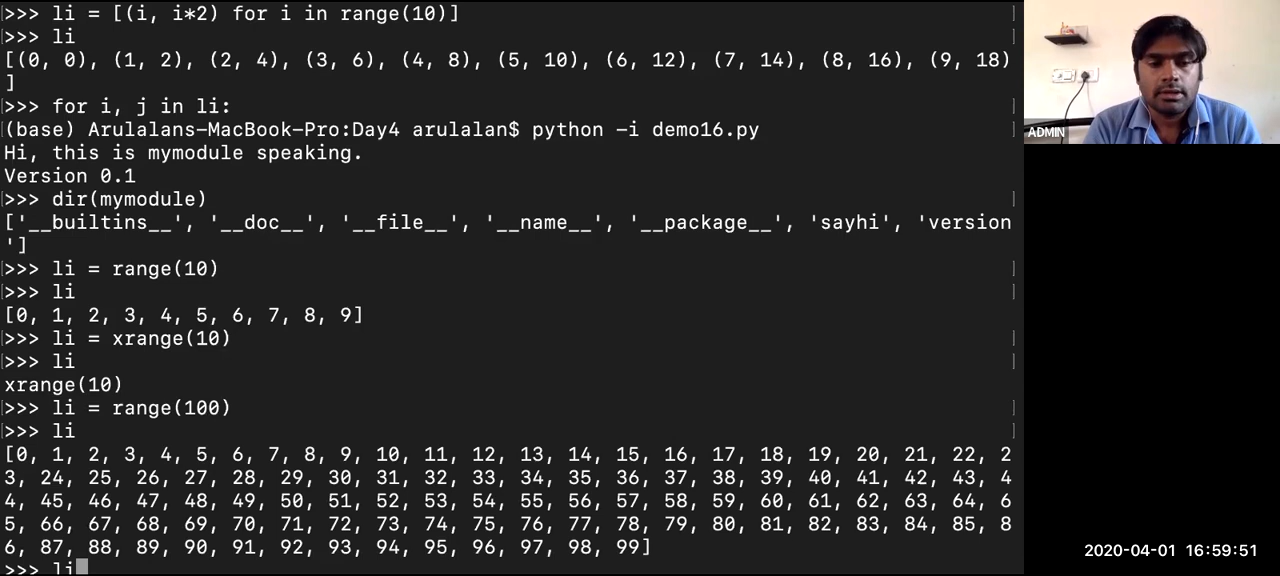 >>> li = [(i, i*2) for i in range(10)]
>>> li
[(0, 0), (1, 2), (2, 4), (3, 6), (4, 8), (5, 10), (6, 12), (7, 14), (8, 16), (9, 18)
]
>>> for i, j in li:
(base) Arulalans-MacBook-Pro:Day4 arulalan$ python -i demo16.py
Hi, this is mymodule speaking.
Version 0.1
>>> dir(mymodule)
['__builtins__', '__doc__', '__file__', '__name__', '__package__', 'sayhi', 'version
']
>>> li = range(10)
>>> li
[0, 1, 2, 3, 4, 5, 6, 7, 8, 9]
>>> li = xrange(10)
>>> li
xrange(10)
>>> li = range(100)
>>> li
[0, 1, 2, 3, 4, 5, 6, 7, 8, 9, 10, 11, 12, 13, 14, 15, 16, 17, 18, 19, 20, 21, 22, 2
3, 24, 25, 26, 27, 28, 29, 30, 31, 32, 33, 34, 35, 36, 37, 38, 39, 40, 41, 42, 43, 4
4, 45, 46, 47, 48, 49, 50, 51, 52, 53, 54, 55, 56, 57, 58, 59, 60, 61, 62, 63, 64, 6
5, 66, 67, 68, 69, 70, 71, 72, 73, 74, 75, 76, 77, 78, 79, 80, 81, 82, 83, 84, 85, 8
6, 87, 88, 89, 90, 91, 92, 93, 94, 95, 96, 97, 98, 99]
>>> li
ADMIN
2020-04-01 16:59:51